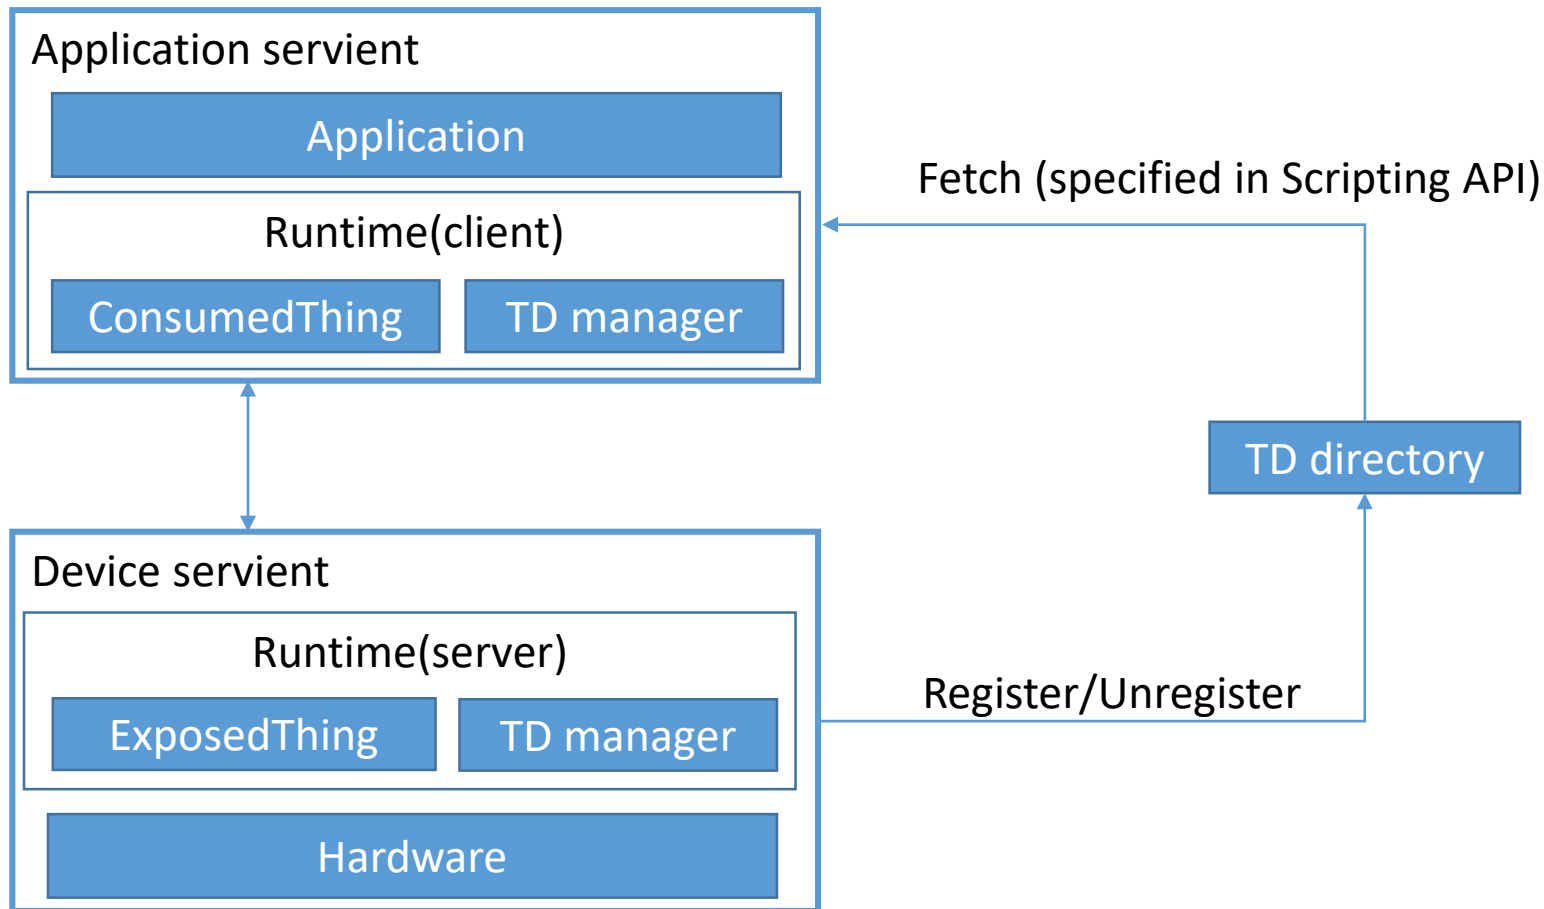 Application servient
Application
Runtime(client)
ConsumedThing
TD manager
Fetch (specified in Scripting API)
TD directory
Device servient
Runtime(server)
ExposedThing
TD manager
Register/Unregister
Hardware